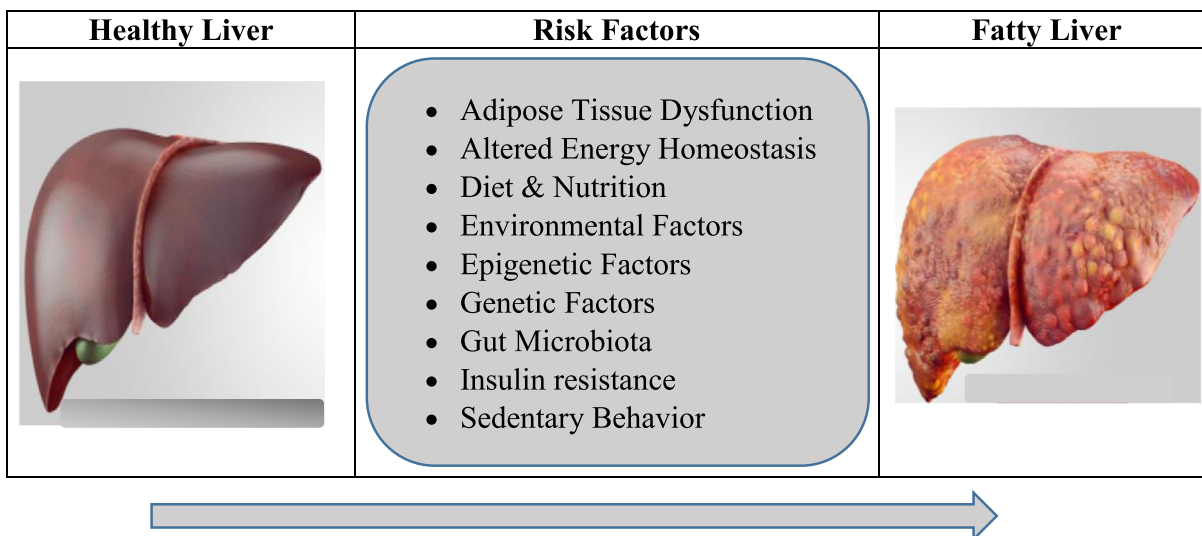 Healthy Liver
Risk Factors
Fatty Liver
• Adipose Tissue Dysfunction
• Altered Energy Homeostasis
• Diet & Nutrition
• Environmental Factors
• Epigenetic Factors
• Genetic Factors
• Gut Microbiota
• Insulin resistance
• Sedentary Behavior